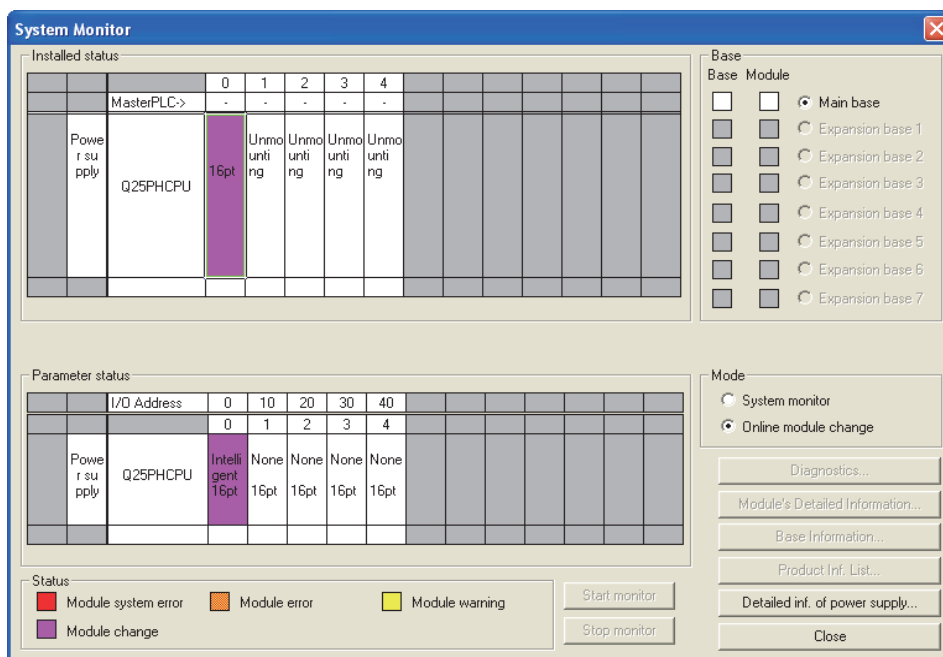 System Monitor
Installed status
0 1 2 3 4
MasterPLC-> - - - - -
Powe
r su
pply
Q25PHCPU
16pt
Unmo
unti
ng
Unmo
unti
ng
Unmo
unti
ng
Unmo
unti
ng
Base
Base Module
Main base
Expansion base 1
Expansion base 2
Expansion base 3
Expansion base 4
Expansion base 5
Expansion base 6
Expansion base 7
Parameter status
I/O Address 0 10 20 30 40
0 1 2 3 4
Powe
r su
pply
Q25PHCPU
Intelli
gent
16pt
None
16pt
None
16pt
None
16pt
None
16pt
Mode
System monitor
Online module change
Diagnostics...
Module's Detailed Information...
Base Information...
Product Inf. List...
Detailed inf. of power supply...
Close
Status
Module system error
Module error
Module warning
Module change
Start monitor
Stop monitor